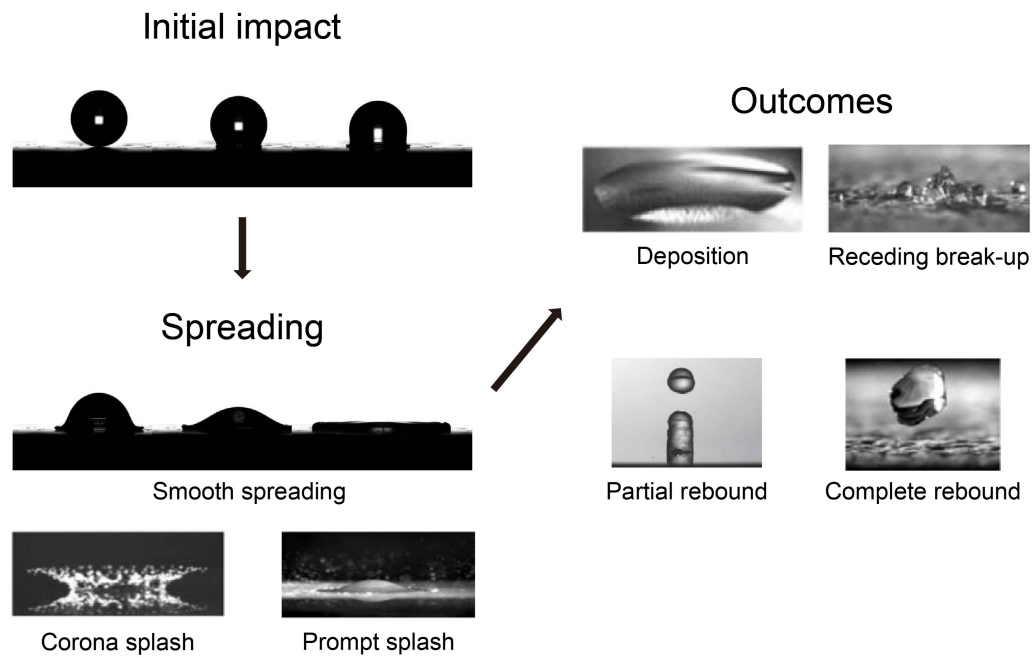 Initial impact
Outcomes
Deposition
Receding break-up
Spreading
Partial rebound
Complete rebound
Smooth spreading
Corona splash
Prompt splash